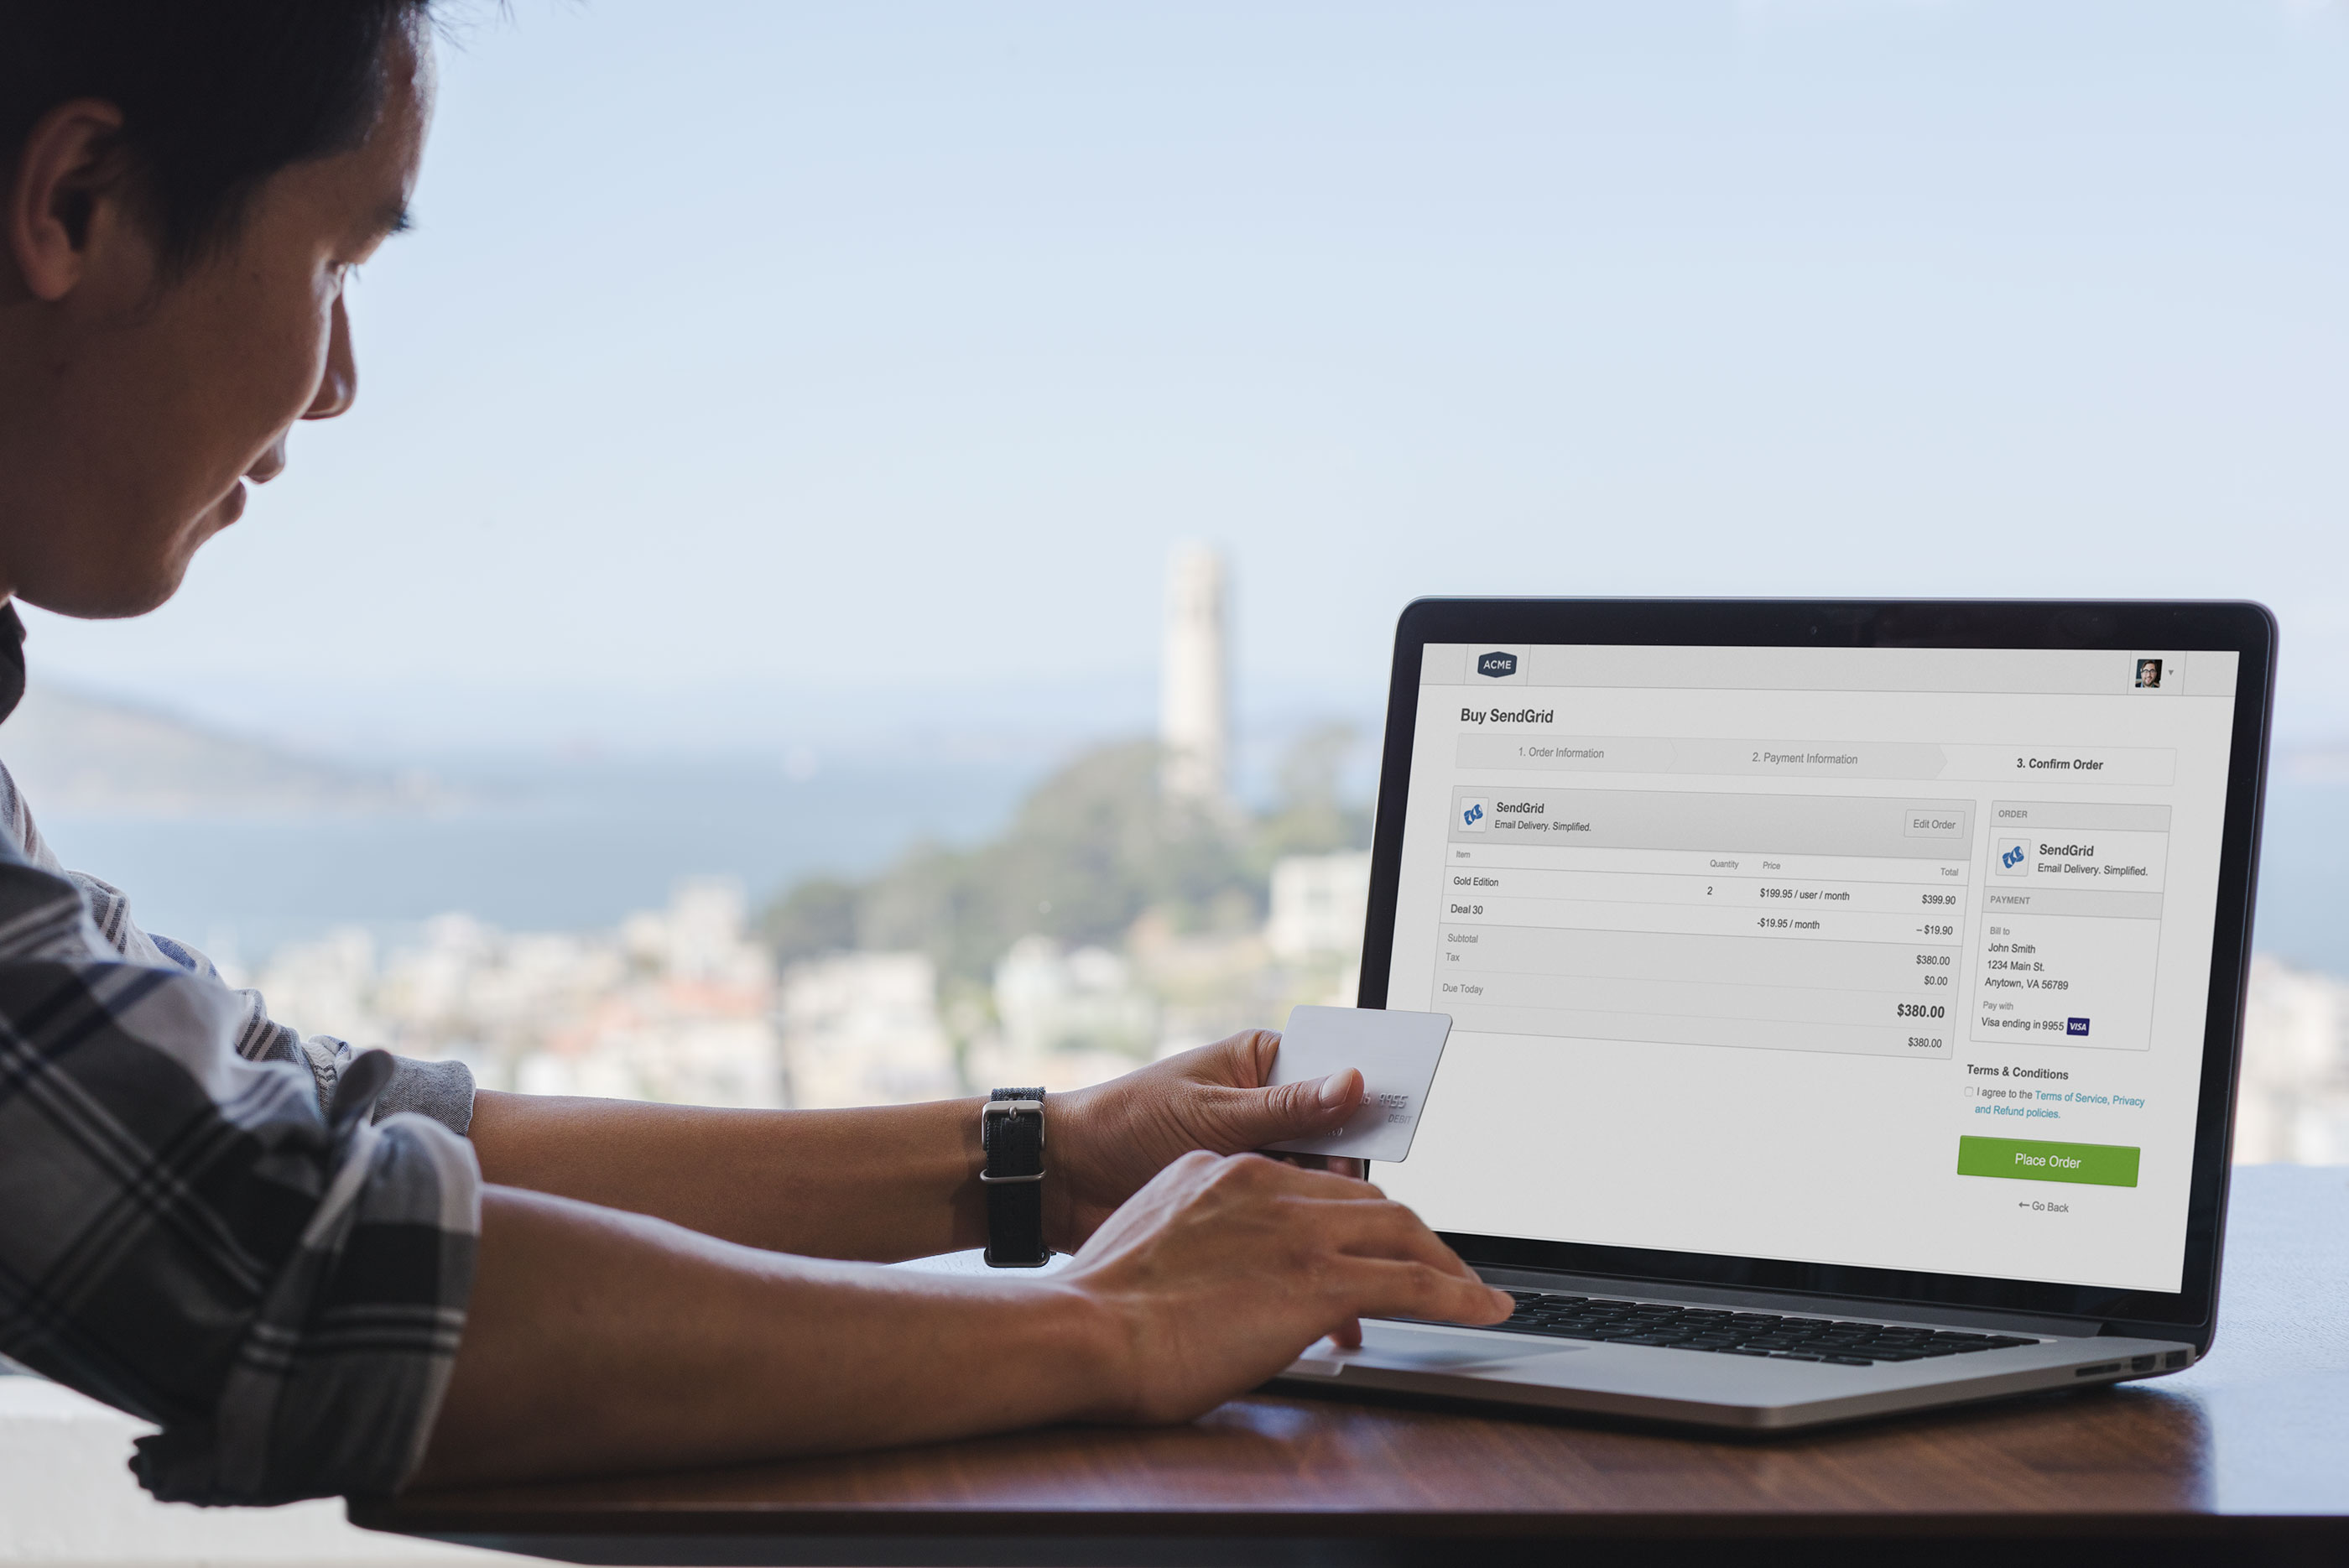 ACME
Buy SendGrid
1. Order Information
2. Payment Information
3. Confirm Order
SendGrid
Email Delivery. Simplified.
Edit Order
Item Quantity Price Total
Gold Edition 2 $199.95 / user / month $399.90
Deal 30 -$19.95 / month – $19.90
Subtotal $380.00
Tax $0.00
Due Today $380.00
$380.00
ORDER
SendGrid
Email Delivery. Simplified.
PAYMENT
Bill to
John Smith
1234 Main St.
Anytown, VA 56789
Pay with
Visa ending in 9955 VISA
Terms & Conditions
I agree to the Terms of Service, Privacy
and Refund policies.
Place Order
← Go Back
9955
DEBIT